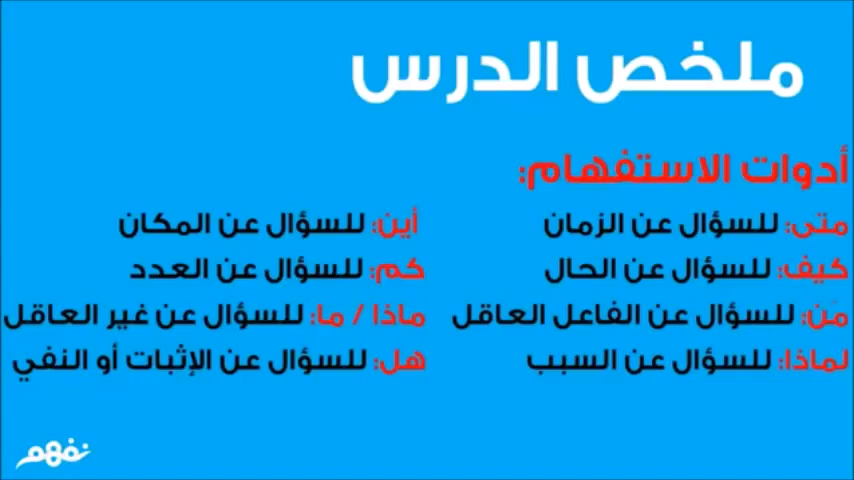 ملخص الدرس
أدوات الاستفهام:
متى: للسؤال عن الزمان أين: للسؤال عن المكان
كيف: للسؤال عن الحال كم: للسؤال عن العدد
مَن: للسؤال عن الفاعل العاقل ماذا / ما: للسؤال عن غير العاقل
لماذا: للسؤال عن السبب هل: للسؤال عن الإثبات أو النفي
نفهم